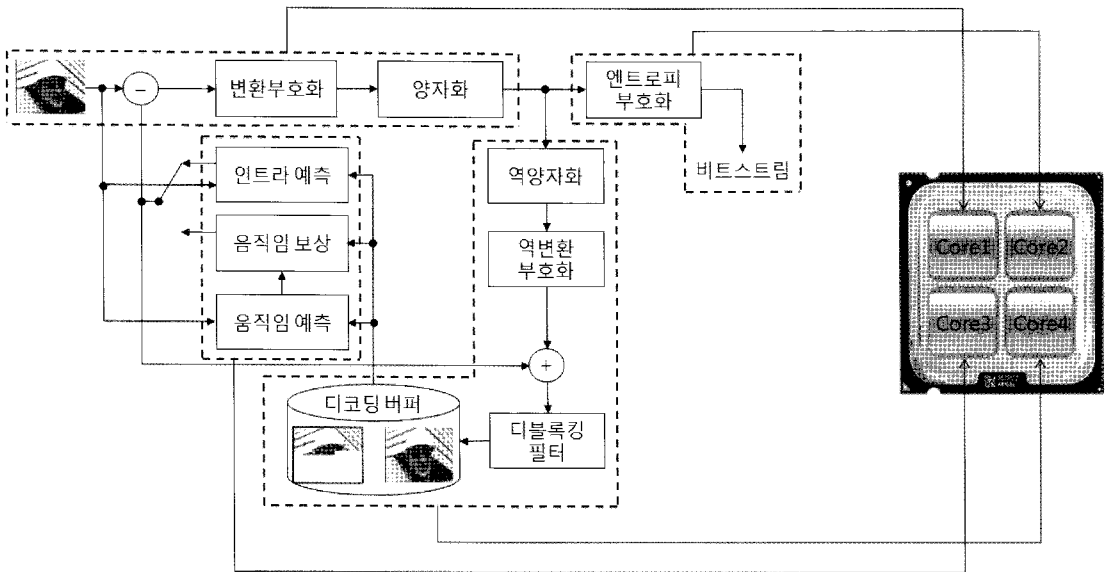 −
변환부호화
양자화
엔트로피
부호화
비트스트림
인트라 예측
음직임 보상
움직임 예측
역양자화
역변환
부호화
+
디블록킹
필터
디코딩 버퍼
Core1
Core2
Core3
Core4